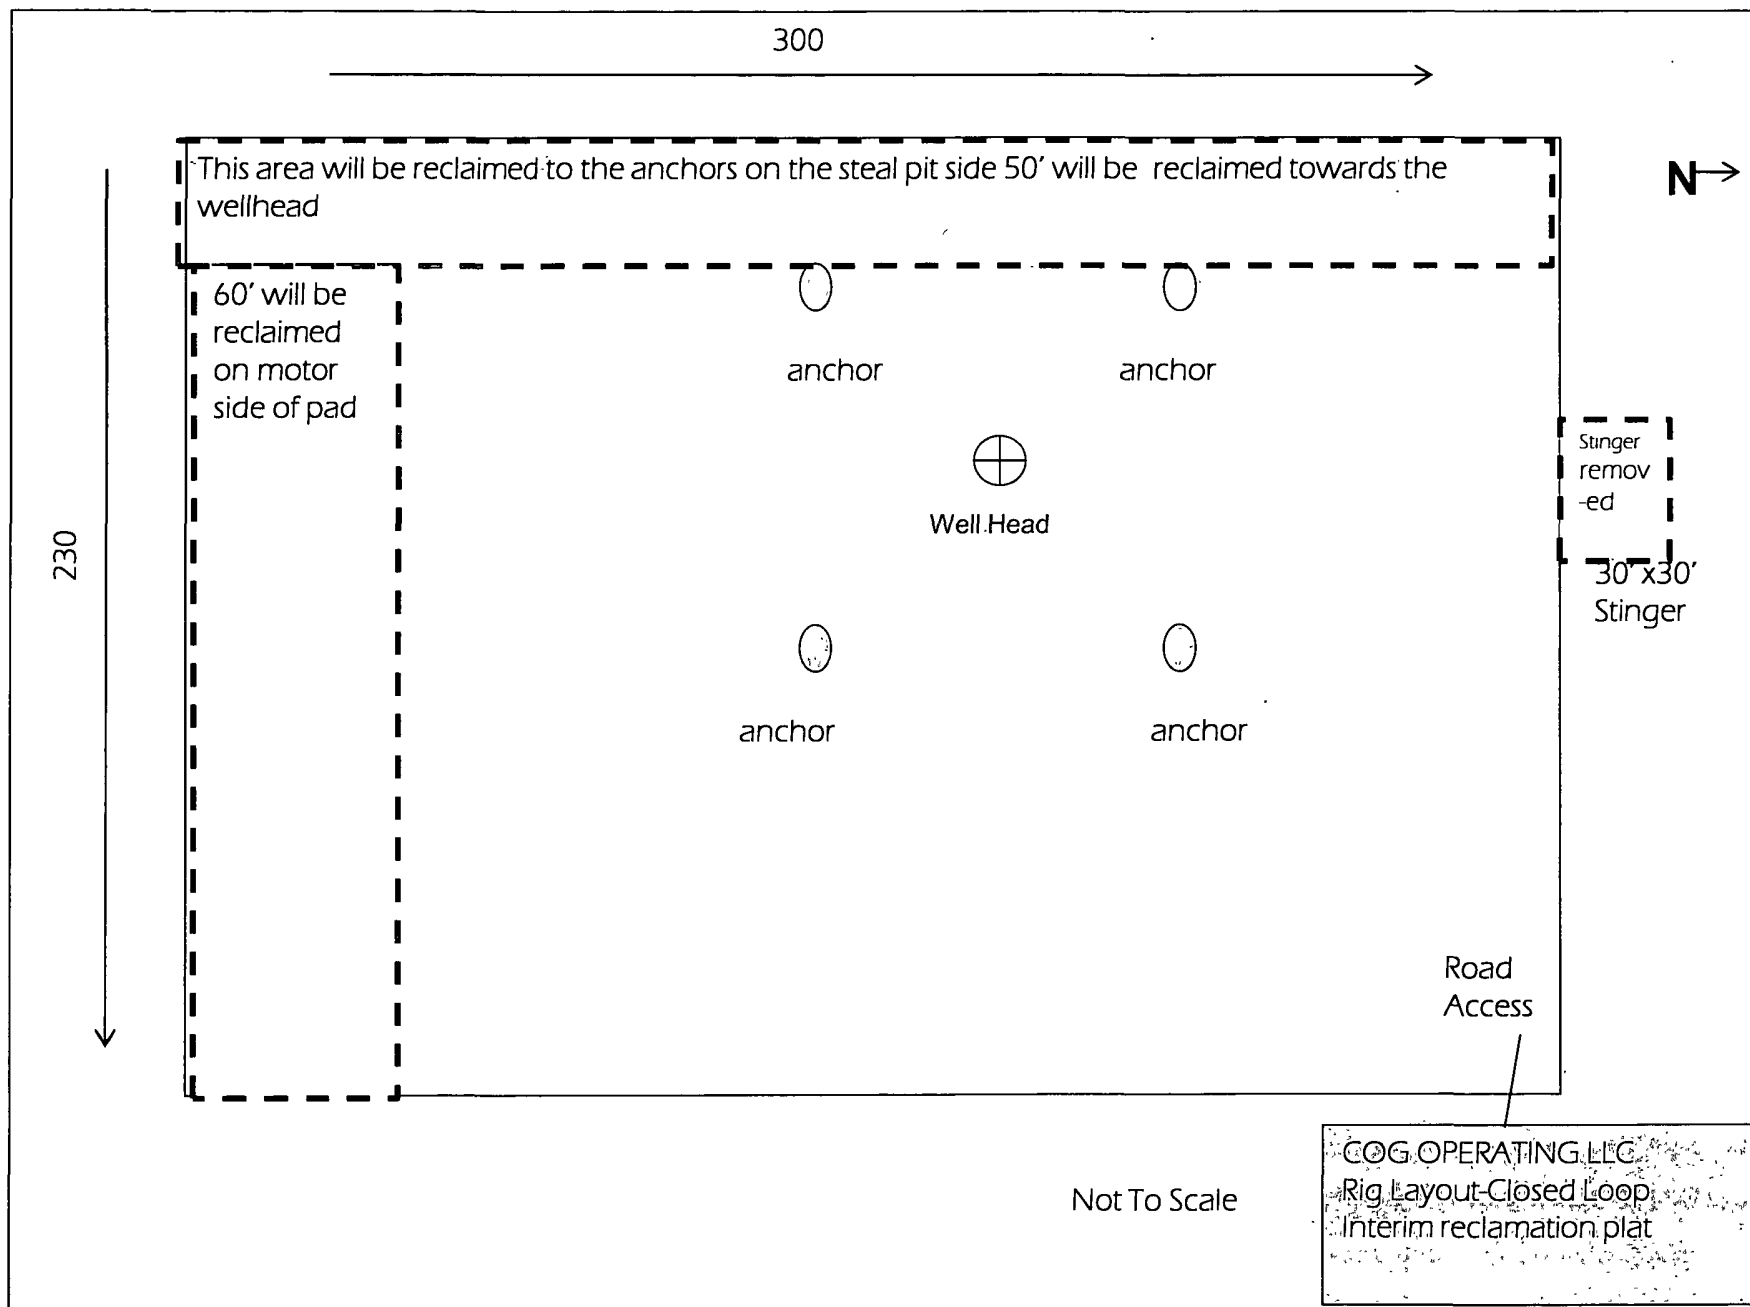 300
This area will be reclaimed to the anchors on the steal pit side 50' will be reclaimed towards the
wellhead
N
60' will be
reclaimed
on motor
side of pad
anchor
anchor
Stinger
remov
-ed
Well Head
230
30' x30'
Stinger
anchor
anchor
Road
Access
Not To Scale
COG OPERATING LLC
Rig Layout-Closed Loop
Interim reclamation plat